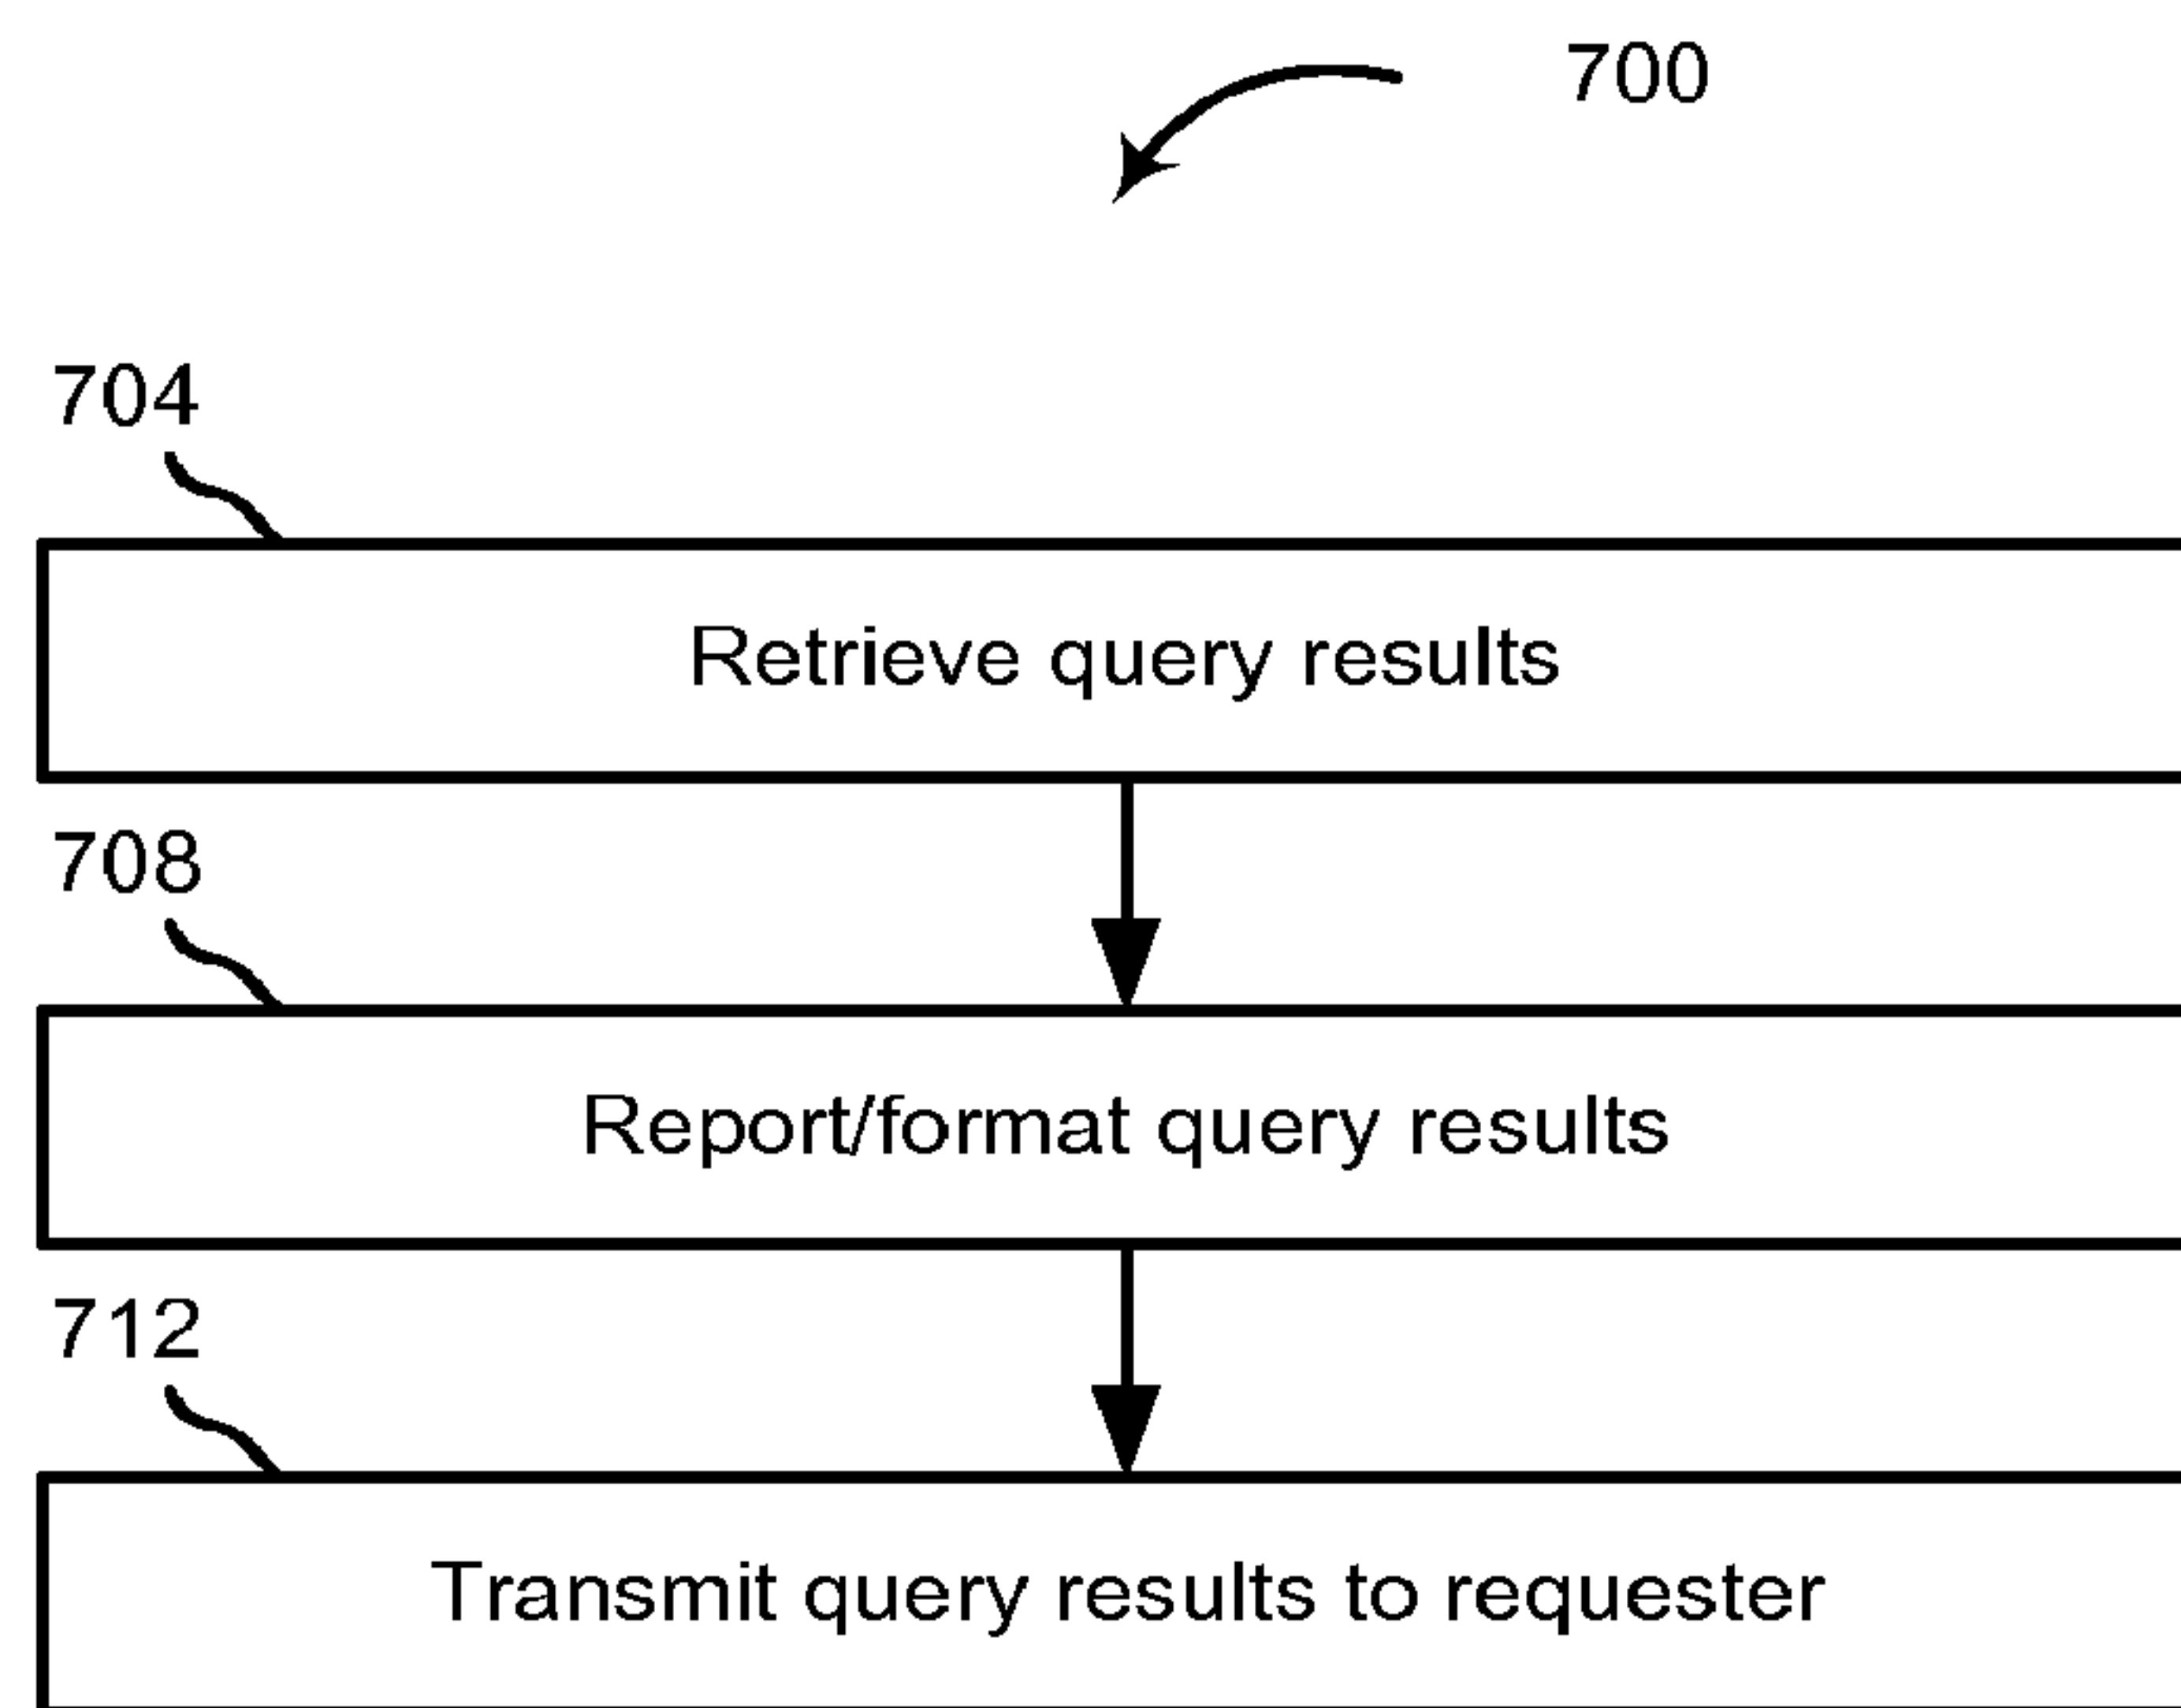 700
704
Retrieve query results
708
Report/format query results
712
Transmit query results to requester